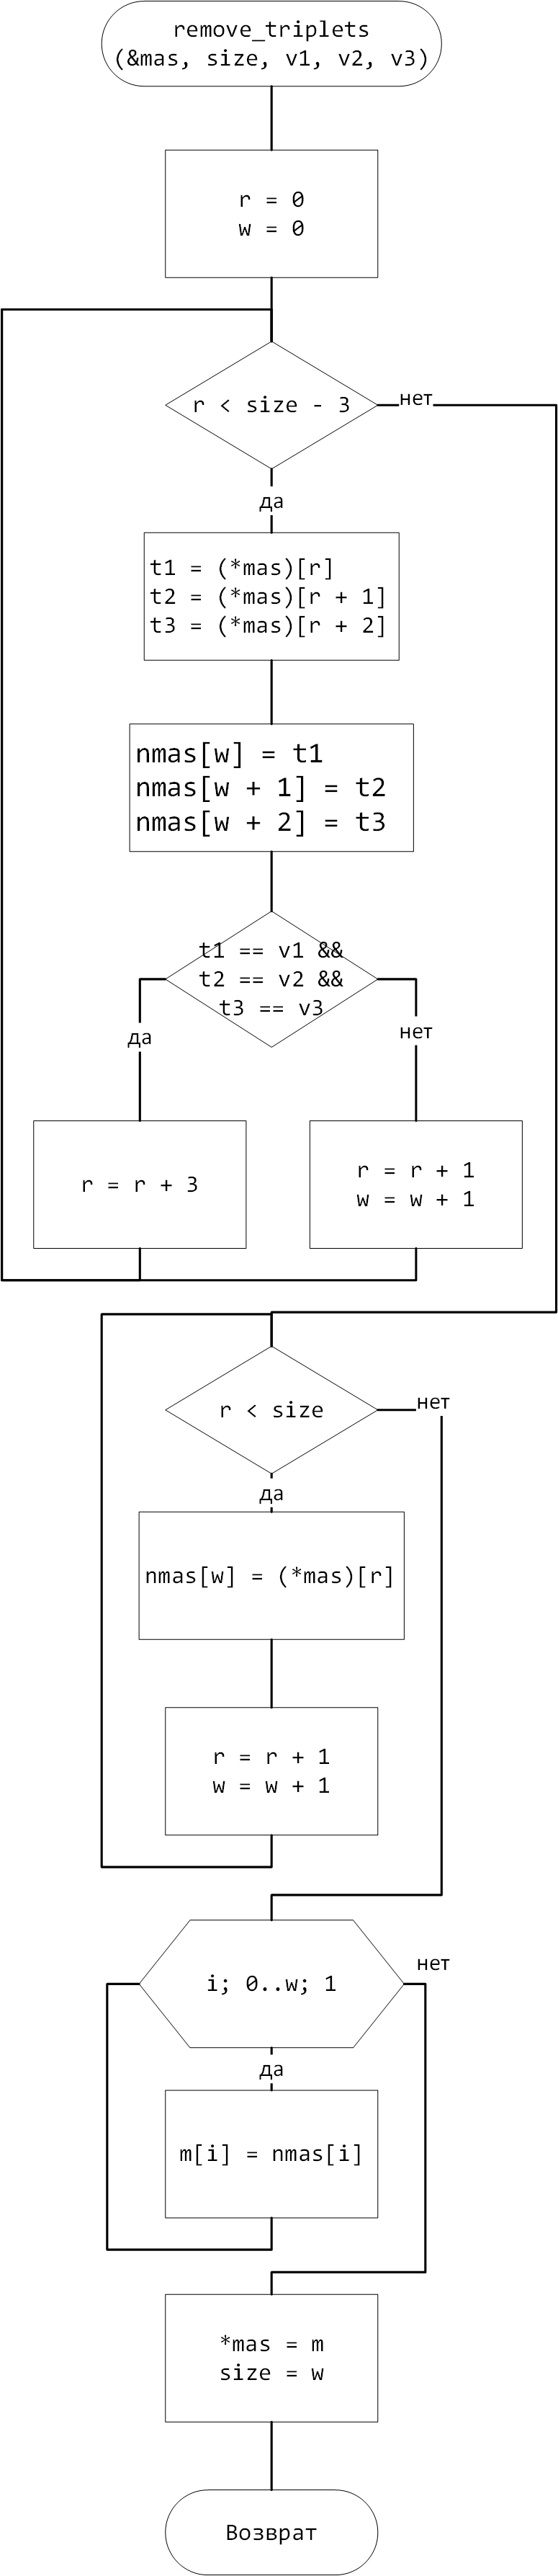 remove_triplets
(&mas, size, v1, v2, v3)
r = 0
w = 0
r < size - 3
нет
да
t1 = (*mas)[r]
t2 = (*mas)[r + 1]
t3 = (*mas)[r + 2]
nmas[w] = t1
nmas[w + 1] = t2
nmas[w + 2] = t3
t1 == v1 &&
t2 == v2 &&
t3 == v3
да
нет
r = r + 3
r = r + 1
w = w + 1
r < size
нет
да
nmas[w] = (*mas)[r]
r = r + 1
w = w + 1
нет
i; 0..w; 1
да
m[i] = nmas[i]
*mas = m
size = w
Возврат